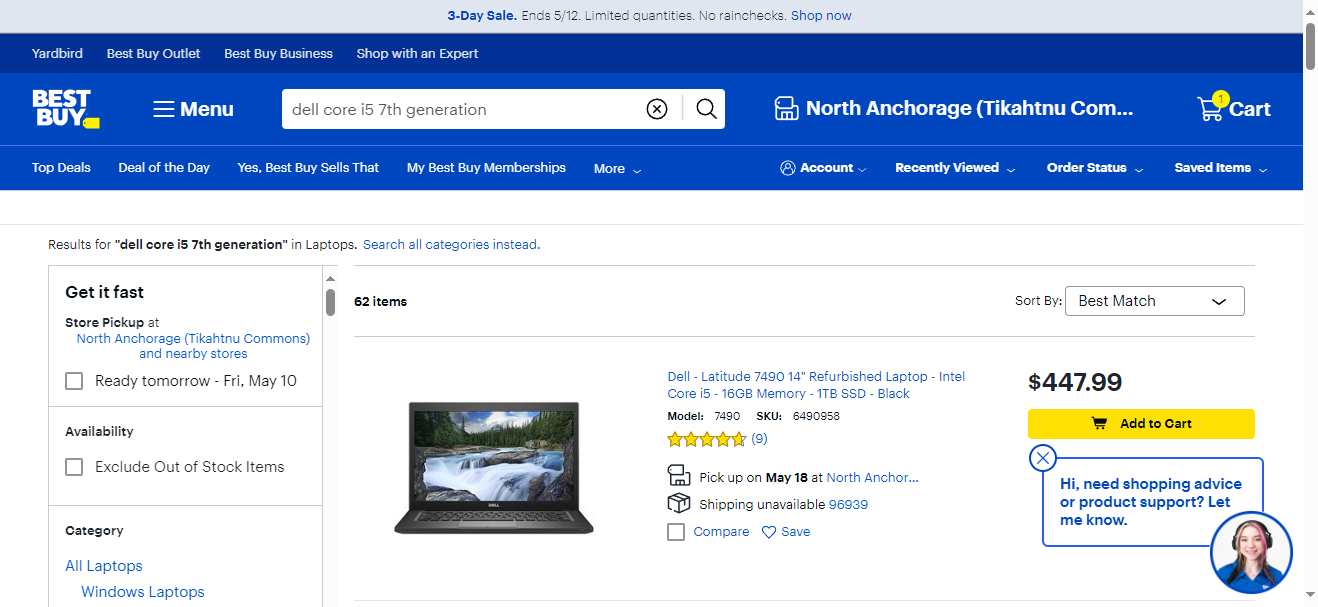 3-Day Sale. Ends 5/12. Limited quantities. No rainchecks. Shop now
Yardbird Best Buy Outlet Best Buy Business Shop with an Expert
BEST BUY
Menu
dell core i5 7th generation
North Anchorage (Tikahtnu Com...
1
Cart
Top Deals Deal of the Day Yes, Best Buy Sells That My Best Buy Memberships More
Account Recently Viewed Order Status Saved Items
Results for "dell core i5 7th generation" in Laptops. Search all categories instead.
Get it fast
Store Pickup at
North Anchorage (Tikahtnu Commons)
and nearby stores
Ready tomorrow - Fri, May 10
Availability
Exclude Out of Stock Items
Category
All Laptops
Windows Laptops
62 items
Sort By: Best Match
Dell - Latitude 7490 14" Refurbished Laptop - Intel
Core i5 - 16GB Memory - 1TB SSD - Black
Model: 7490 SKU: 6490958
(9)
Pick up on May 18 at North Anchor...
Shipping unavailable 96939
Compare Save
$447.99
Add to Cart
Hi, need shopping advice
or product support? Let
me know.
DELL